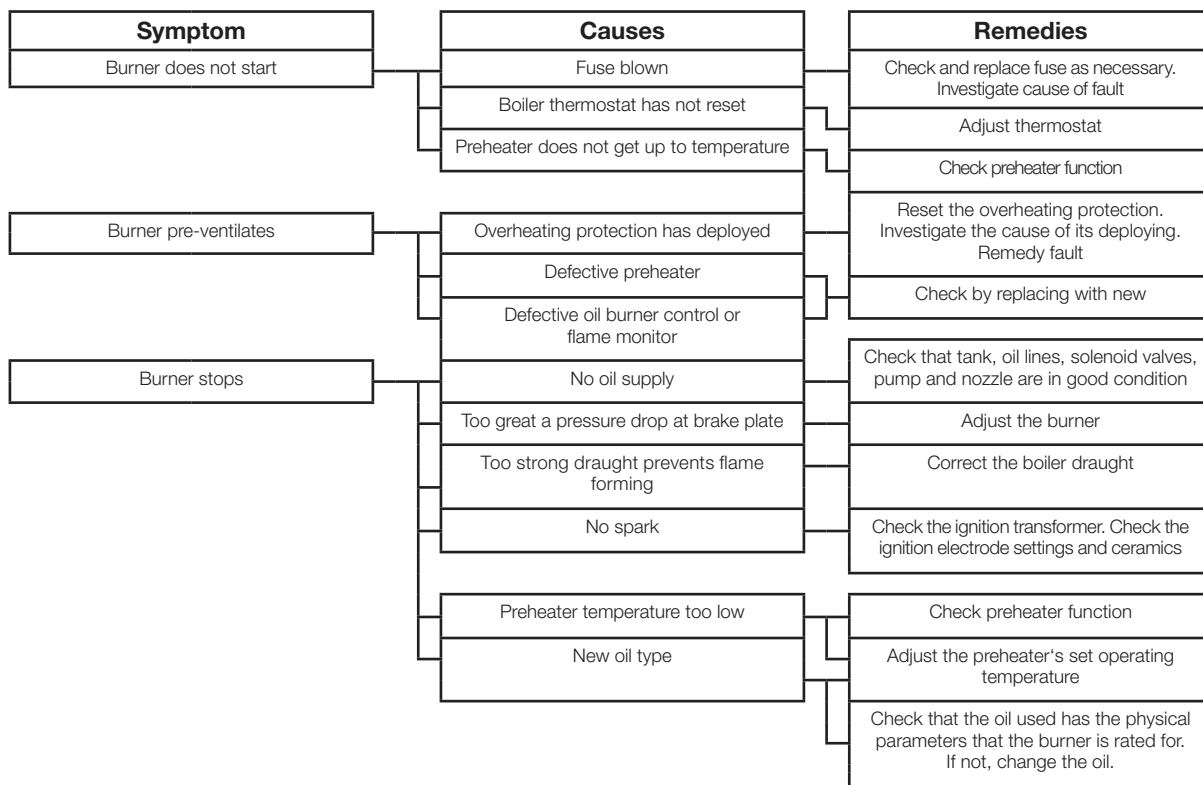 Symptom
Causes
Remedies
Burner does not start
Fuse blown
Check and replace fuse as necessary.
Investigate cause of fault
Boiler thermostat has not reset
Adjust thermostat
Preheater does not get up to temperature
Check preheater function
Burner pre-ventilates
Overheating protection has deployed
Reset the overheating protection.
Investigate the cause of its deploying.
Remedy fault
Defective preheater
Check by replacing with new
Defective oil burner control or
flame monitor
Burner stops
No oil supply
Check that tank, oil lines, solenoid valves,
pump and nozzle are in good condition
Too great a pressure drop at brake plate
Adjust the burner
Too strong draught prevents flame
forming
Correct the boiler draught
No spark
Check the ignition transformer. Check the
ignition electrode settings and ceramics
Preheater temperature too low
Check preheater function
New oil type
Adjust the preheater‘s set operating
temperature
Check that the oil used has the physical
parameters that the burner is rated for.
If not, change the oil.